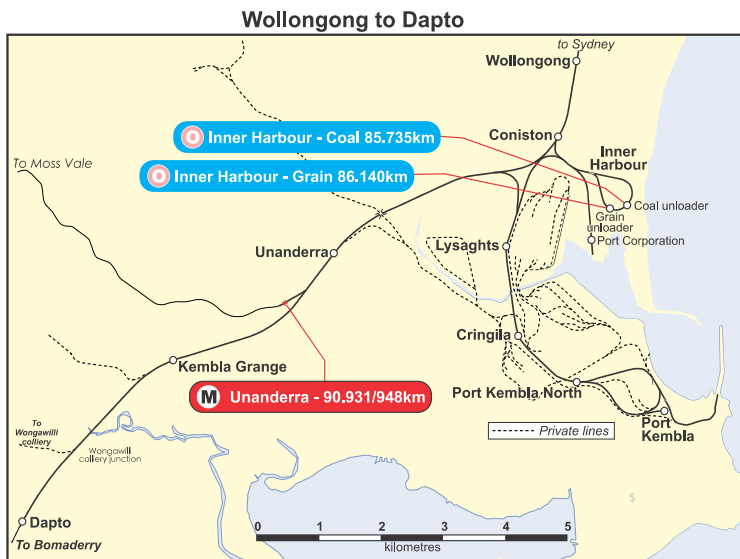 Wollongong to Dapto
to Sydney
Wollongong
Coniston
O Inner Harbour - Coal 85.735km
Inner
Harbour
To Moss Vale
O Inner Harbour - Grain 86.140km
Coal unloader
Grain
unloader
Port Corporation
Lysaghts
Unanderra
Cringila
Kembla Grange
M Unanderra - 90.931/948km
Port Kembla North
Port
Kembla
Private lines
To
Wongawilli
colliery
Wongawill
colliery junction
$
Dapto
To Bomaderry
0 1 2 3 4 5
kilometres